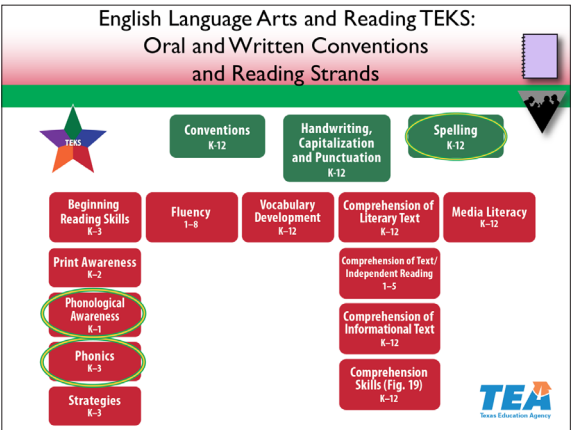 English Language Arts and Reading TEKS:
Oral and Written Conventions
and Reading Strands
TEKS
Conventions
K-12
Handwriting,
Capitalization
and Punctuation
K-12
Spelling
K-12
Beginning
Reading Skills
K–3
Fluency
1–8
Vocabulary
Development
K–12
Comprehension of
Literary Text
K–12
Media Literacy
K–12
Print Awareness
K–2
Comprehension of Text/
Independent Reading
1–5
Phonological
Awareness
K–1
Comprehension of
Informational Text
K–12
Phonics
K–3
Comprehension
Skills (Fig. 19)
K–12
Strategies
K–3
TEA
Texas Education Agency